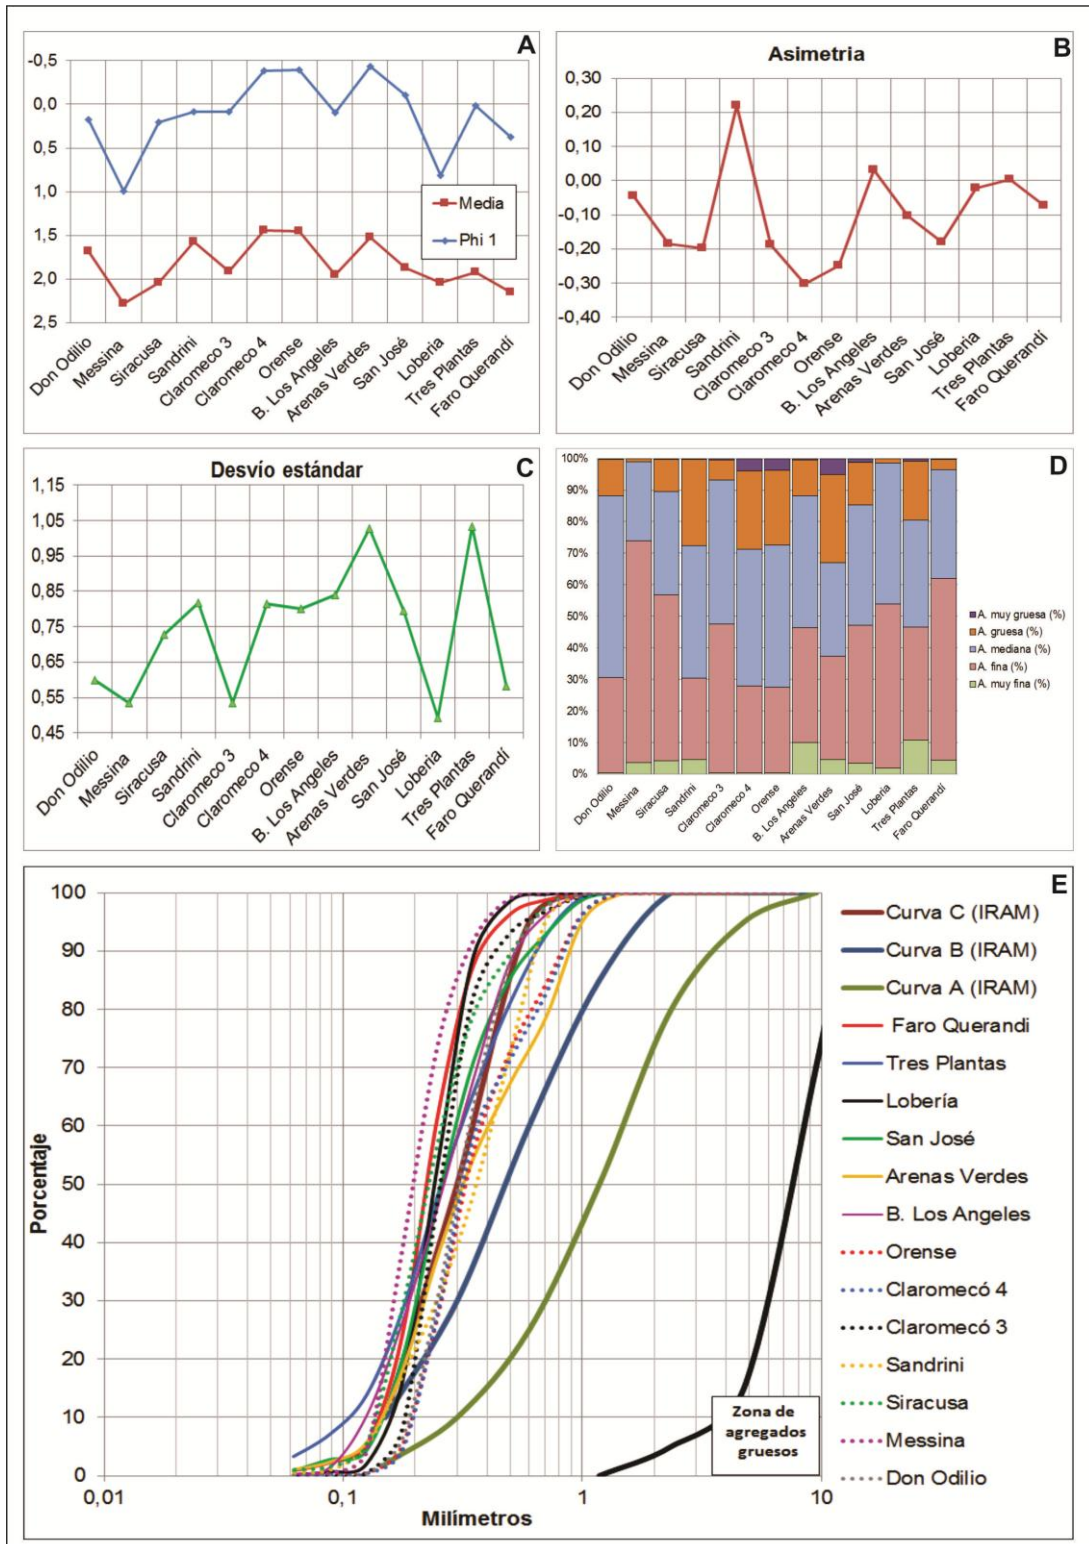 A
-0,5
0,0
0,5
1,0
1,5
2,0
2,5
Media
Phi 1
Don Odilio
Messina
Siracusa
Sandrini
Claromeco 3
Claromeco 4
Orense
B. Los Angeles
Arenas Verdes
San José
Loberia
Tres Plantas
Faro Querandí
B
Asimetria
0,30
0,20
0,10
0,00
-0,10
-0,20
-0,30
-0,40
Don Odilio
Messina
Siracusa
Sandrini
Claromeco 3
Claromeco 4
Orense
B. Los Angeles
Arenas Verdes
San José
Loberia
Tres Plantas
Faro Querandí
C
Desvío estándar
1,15
1,05
0,95
0,85
0,75
0,65
0,55
0,45
Don Odilio
Messina
Siracusa
Sandrini
Claromeco 3
Claromeco 4
Orense
B. Los Angeles
Arenas Verdes
San José
Loberia
Tres Plantas
Faro Querandí
D
100%
90%
80%
70%
60%
50%
40%
30%
20%
10%
0%
A. muy gruesa (%)
A. gruesa (%)
A. mediana (%)
A. fina (%)
A. muy fina (%)
Don Odilio
Messina
Siracusa
Sandrini
Claromeco 3
Claromeco 4
Orense
B. Los Angeles
Arenas Verdes
San José
Loberia
Tres Plantas
Faro Querandí
E
Porcentaje
100
90
80
70
60
50
40
30
20
10
0
0,01
0,1
1
10
Milímetros
Zona de
agregados
gruesos
Curva C (IRAM)
Curva B (IRAM)
Curva A (IRAM)
Faro Querandi
Tres Plantas
Lobería
San José
Arenas Verdes
B. Los Angeles
Orense
Claromecó 4
Claromecó 3
Sandrini
Siracusa
Messina
Don Odilio